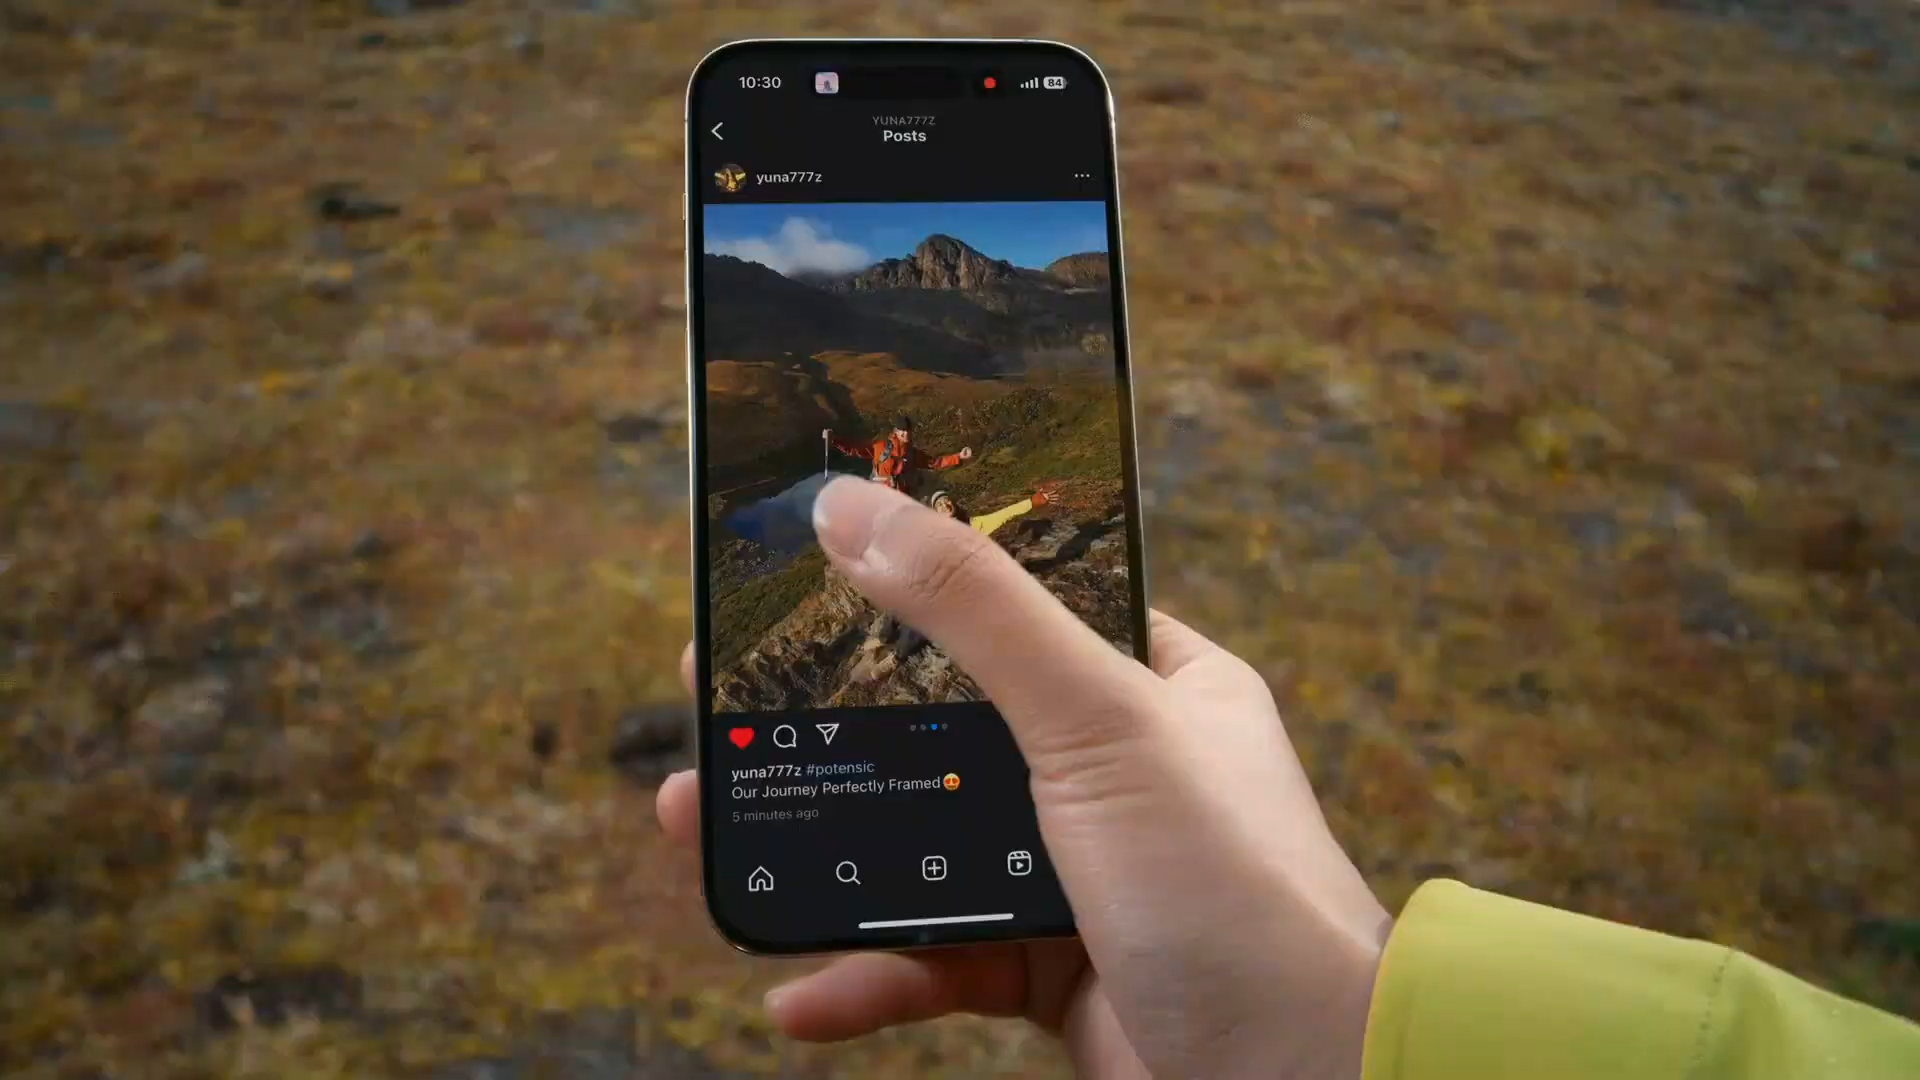 10:30
84
YUNA777Z
Posts
yuna777z
yuna777z #potensic
Our Journey Perfectly Framed😍
5 minutes ago